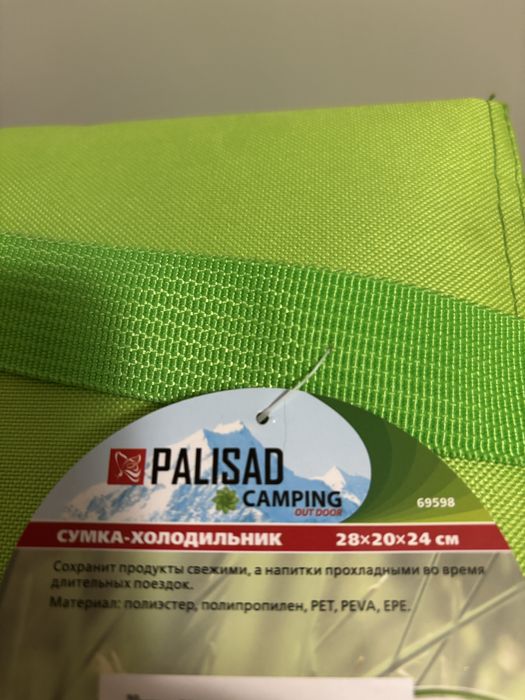 PALISAD
CAMPING
OUT DOOR
69598
СУМКА-ХОЛОДИЛЬНИК 28×20×24 см
Сохранит продукты свежими, а напитки прохладными во время
длительных поездок.
Материал: полиэстер, полипропилен, PET, PEVA, EPE.